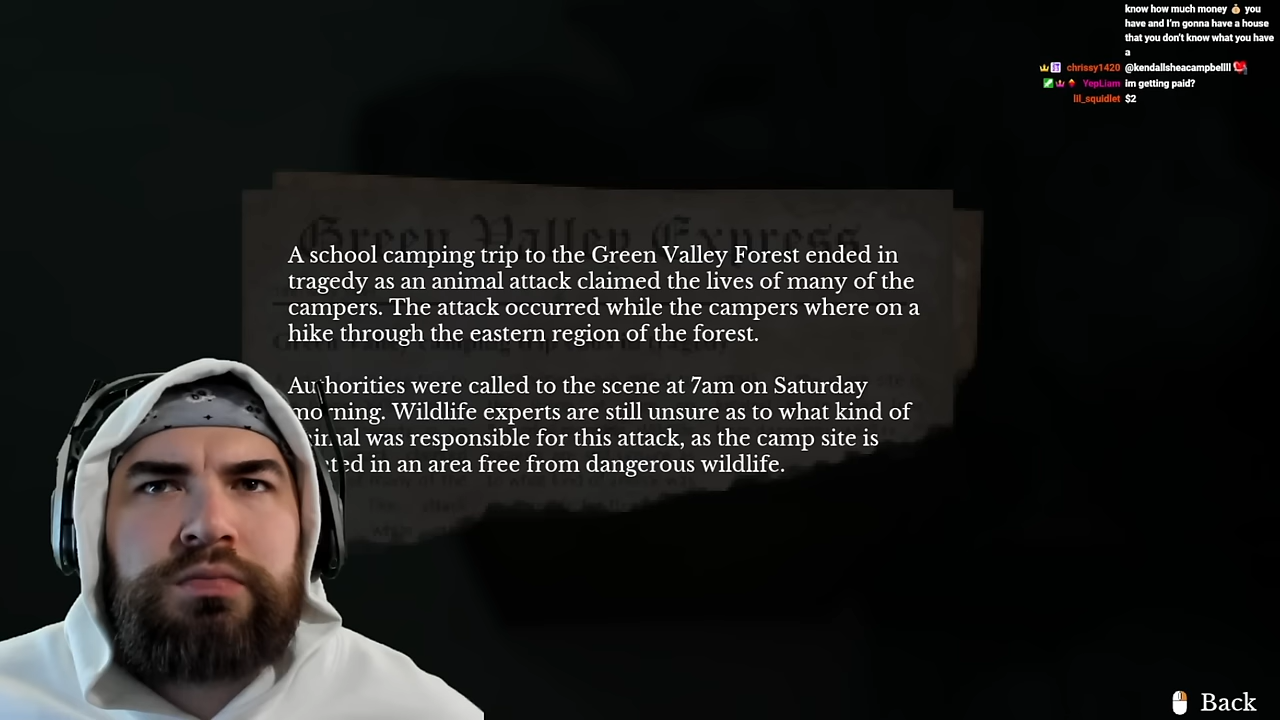 know how much money 💰 you
have and I'm gonna have a house
that you don't know what you have
a
chrissy1420 @kendallsheacampbellll
YepLiam im getting paid?
lil_squidlet $2
Green Valley Express
A school camping trip to the Green Valley Forest ended in
tragedy as an animal attack claimed the lives of many of the
campers. The attack occurred while the campers where on a
hike through the eastern region of the forest.
Authorities were called to the scene at 7am on Saturday
morning. Wildlife experts are still unsure as to what kind of
animal was responsible for this attack, as the camp site is
in an area free from dangerous wildlife.
Back